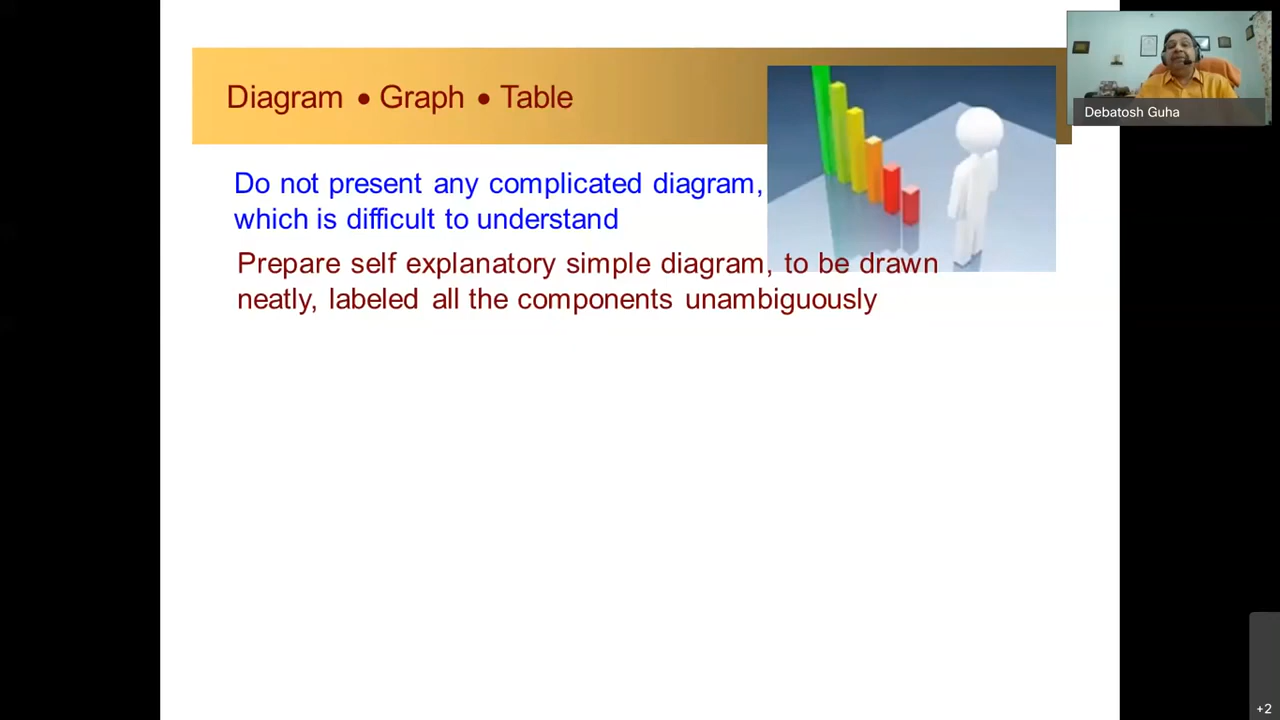 Diagram • Graph • Table
Debatosh Guha
Do not present any complicated diagram,
which is difficult to understand
Prepare self explanatory simple diagram, to be drawn
neatly, labeled all the components unambiguously
+2